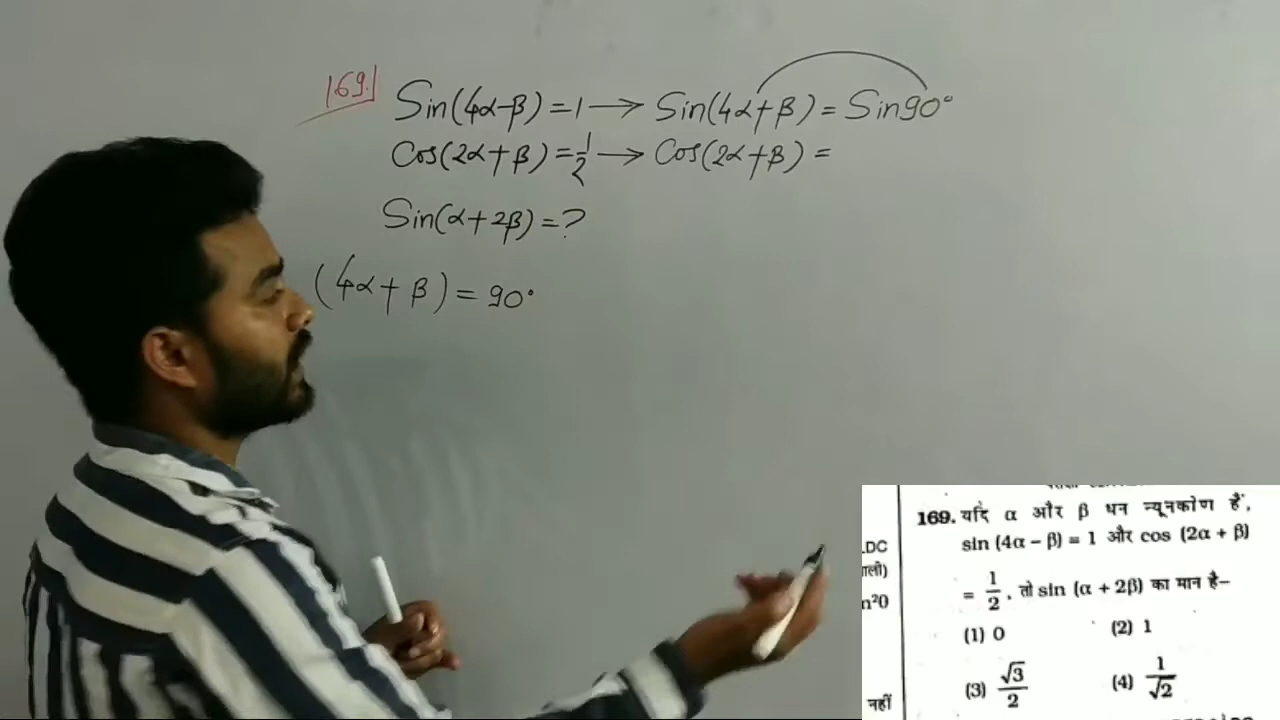 169.
Sin(4α-β)=1 → Sin(4α+β) = Sin90°
Cos(2α+β)=1/2 → Cos(2α+β) =
Sin(α+2β)=?
(4α+β) = 90°
169. यदि α और β धन न्यूनकोण हैं,
sin (4α – β) = 1 और cos (2α + β)
= 1/2, तो sin (α + 2β) का मान है–
(1) 0 (2) 1
(3) √3/2 (4) 1/√2
.DC
n²0
नहीं